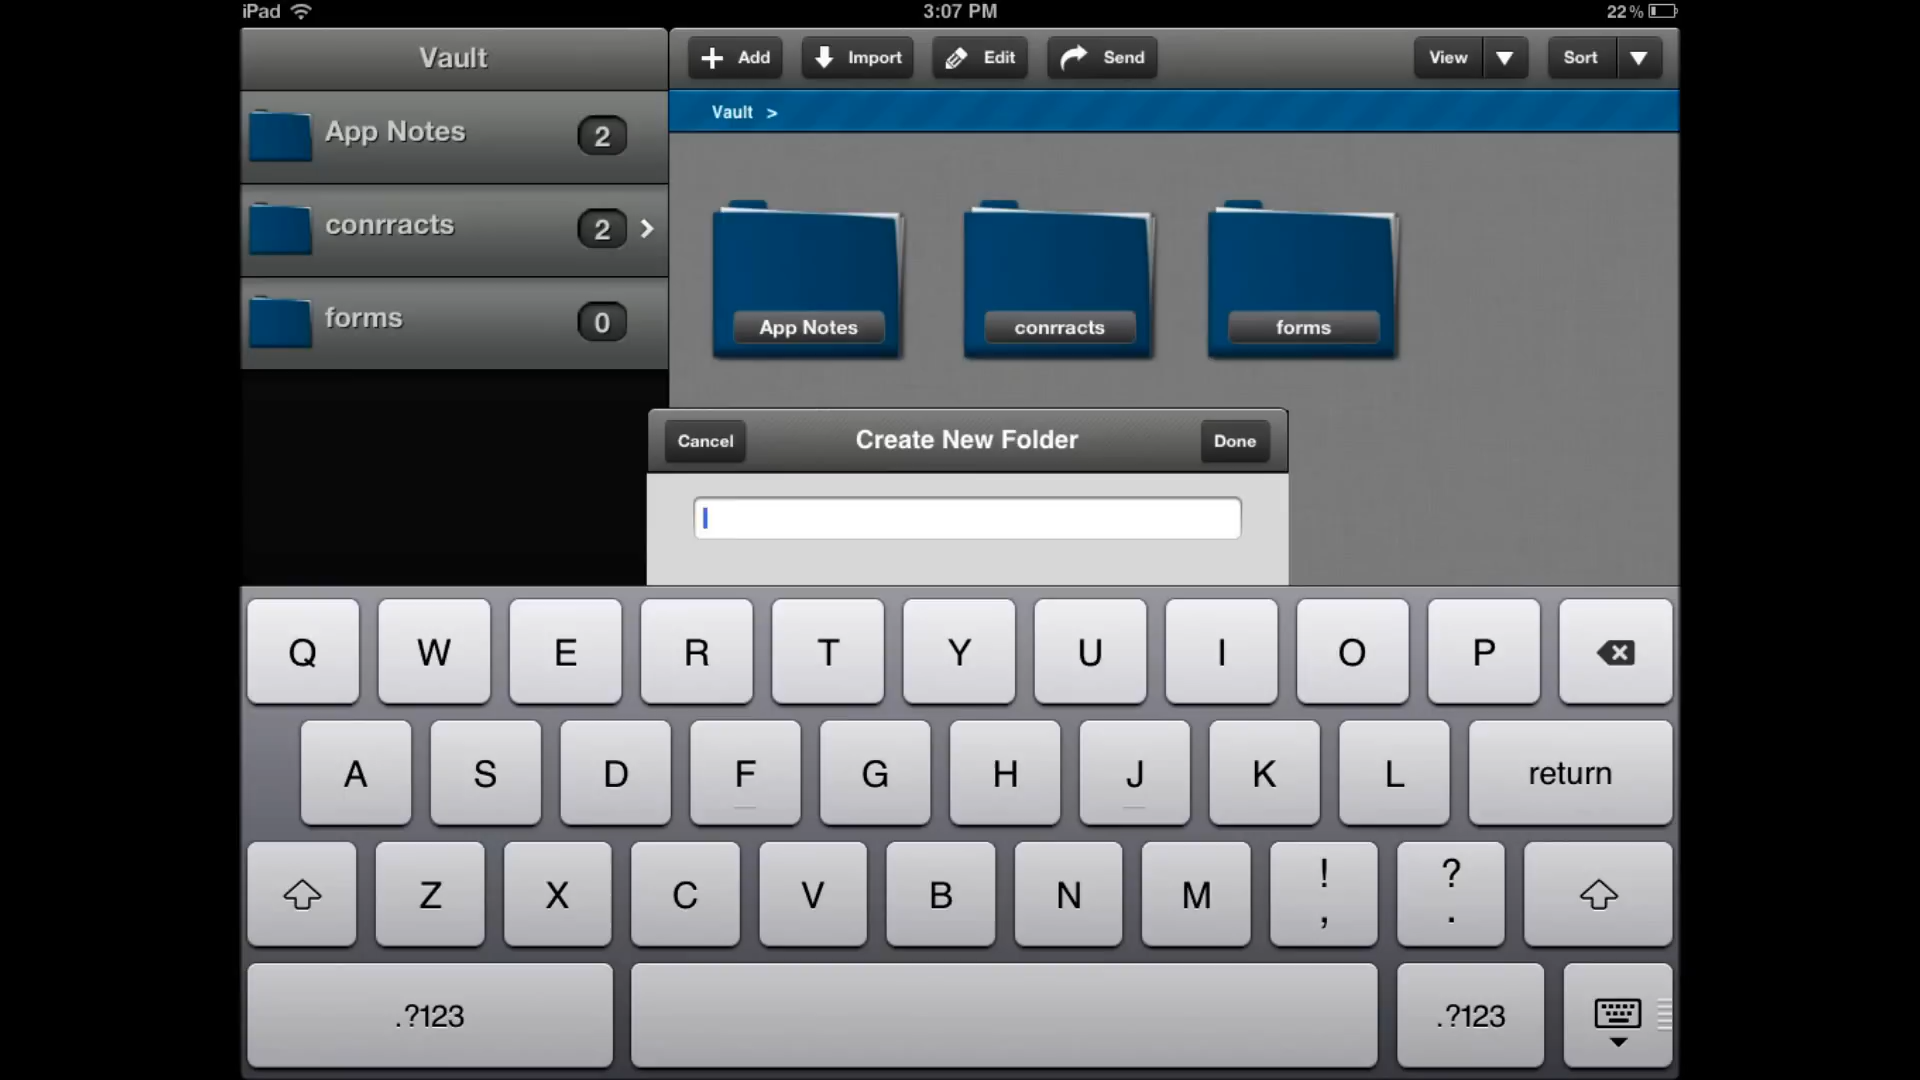 iPad 3:07 PM 22%
Vault
Add Import Edit Send View Sort
Vault >
App Notes 2
conrracts 2
forms 0
App Notes conrracts forms
Cancel Create New Folder Done
Q W E R T Y U I O P
A S D F G H J K L return
Z X C V B N M ! , ? .
.?123 .?123